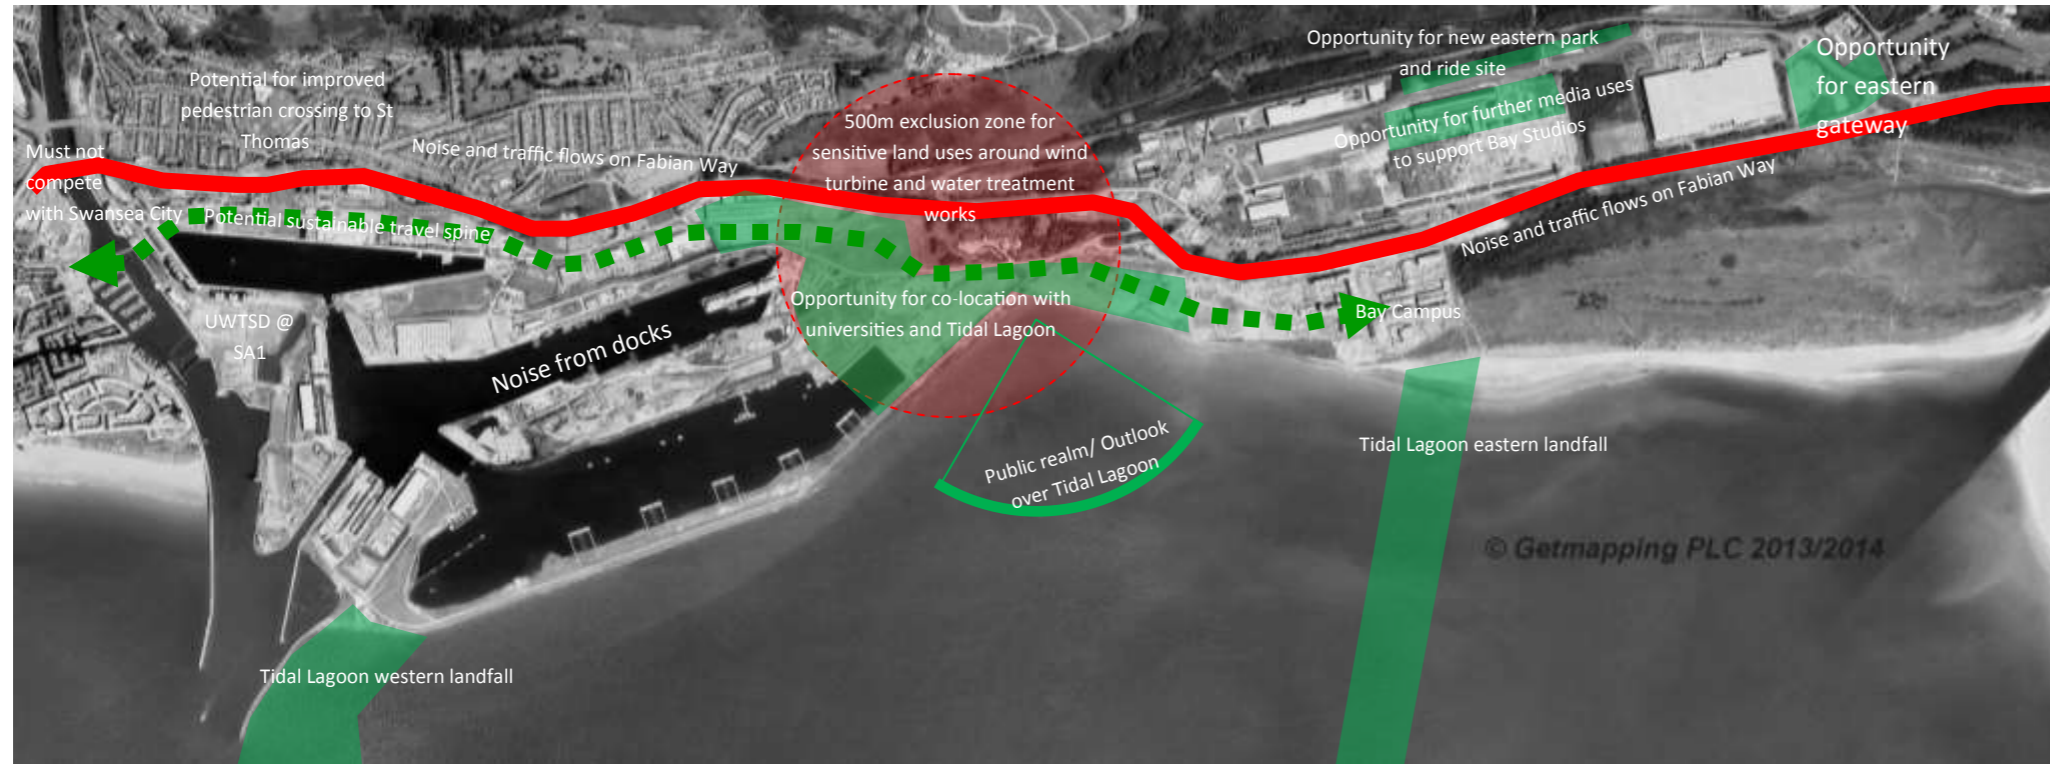 Potential for improved
pedestrian crossing to St
Thomas
Must not
compete
with Swansea City
Noise and traffic flows on Fabian Way
Potential sustainable travel spine
500m exclusion zone for
sensitive land uses around wind
turbine and water treatment
works
Opportunity for new eastern park
and ride site
Opportunity for further media uses
to support Bay Studios
Opportunity
for eastern
gateway
Noise and traffic flows on Fabian Way
UWTSD @
SA1
Noise from docks
Opportunity for co-location with
universities and Tidal Lagoon
Bay Campus
Public realm/ Outlook
over Tidal Lagoon
Tidal Lagoon eastern landfall
© Getmapping PLC 2013/2014
Tidal Lagoon western landfall